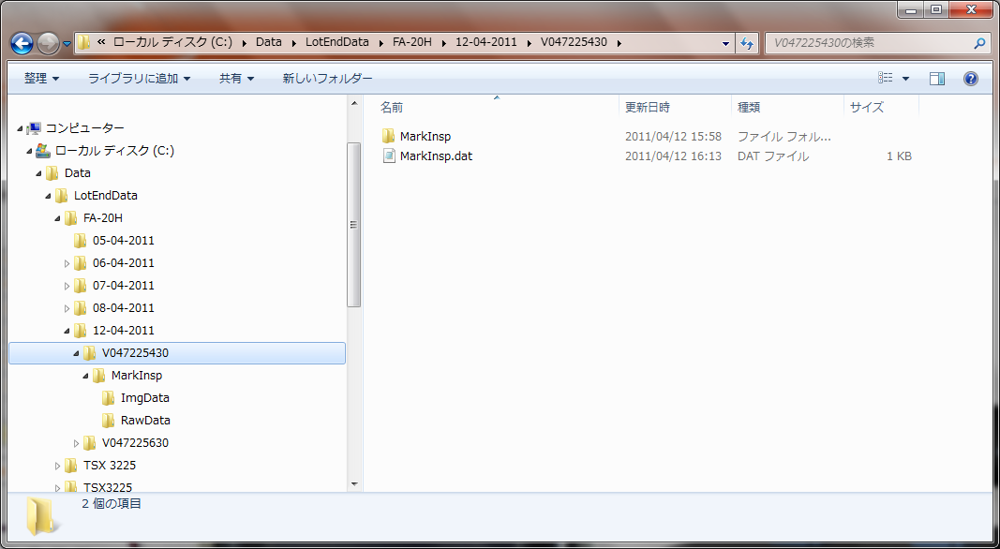 « ローカル ディスク (C:) ▸ Data ▸ LotEndData ▸ FA-20H ▸ 12-04-2011 ▸ V047225430 ▸
V047225430の検索
整理 ライブラリに追加 共有 新しいフォルダー
コンピューター
ローカル ディスク (C:)
Data
LotEndData
FA-20H
05-04-2011
06-04-2011
07-04-2011
08-04-2011
12-04-2011
V047225430
MarkInsp
ImgData
RawData
V047225630
TSX 3225
TSX3225
名前 更新日時 種類 サイズ
MarkInsp 2011/04/12 15:58 ファイル フォル...
MarkInsp.dat 2011/04/12 16:13 DAT ファイル 1 KB
2 個の項目